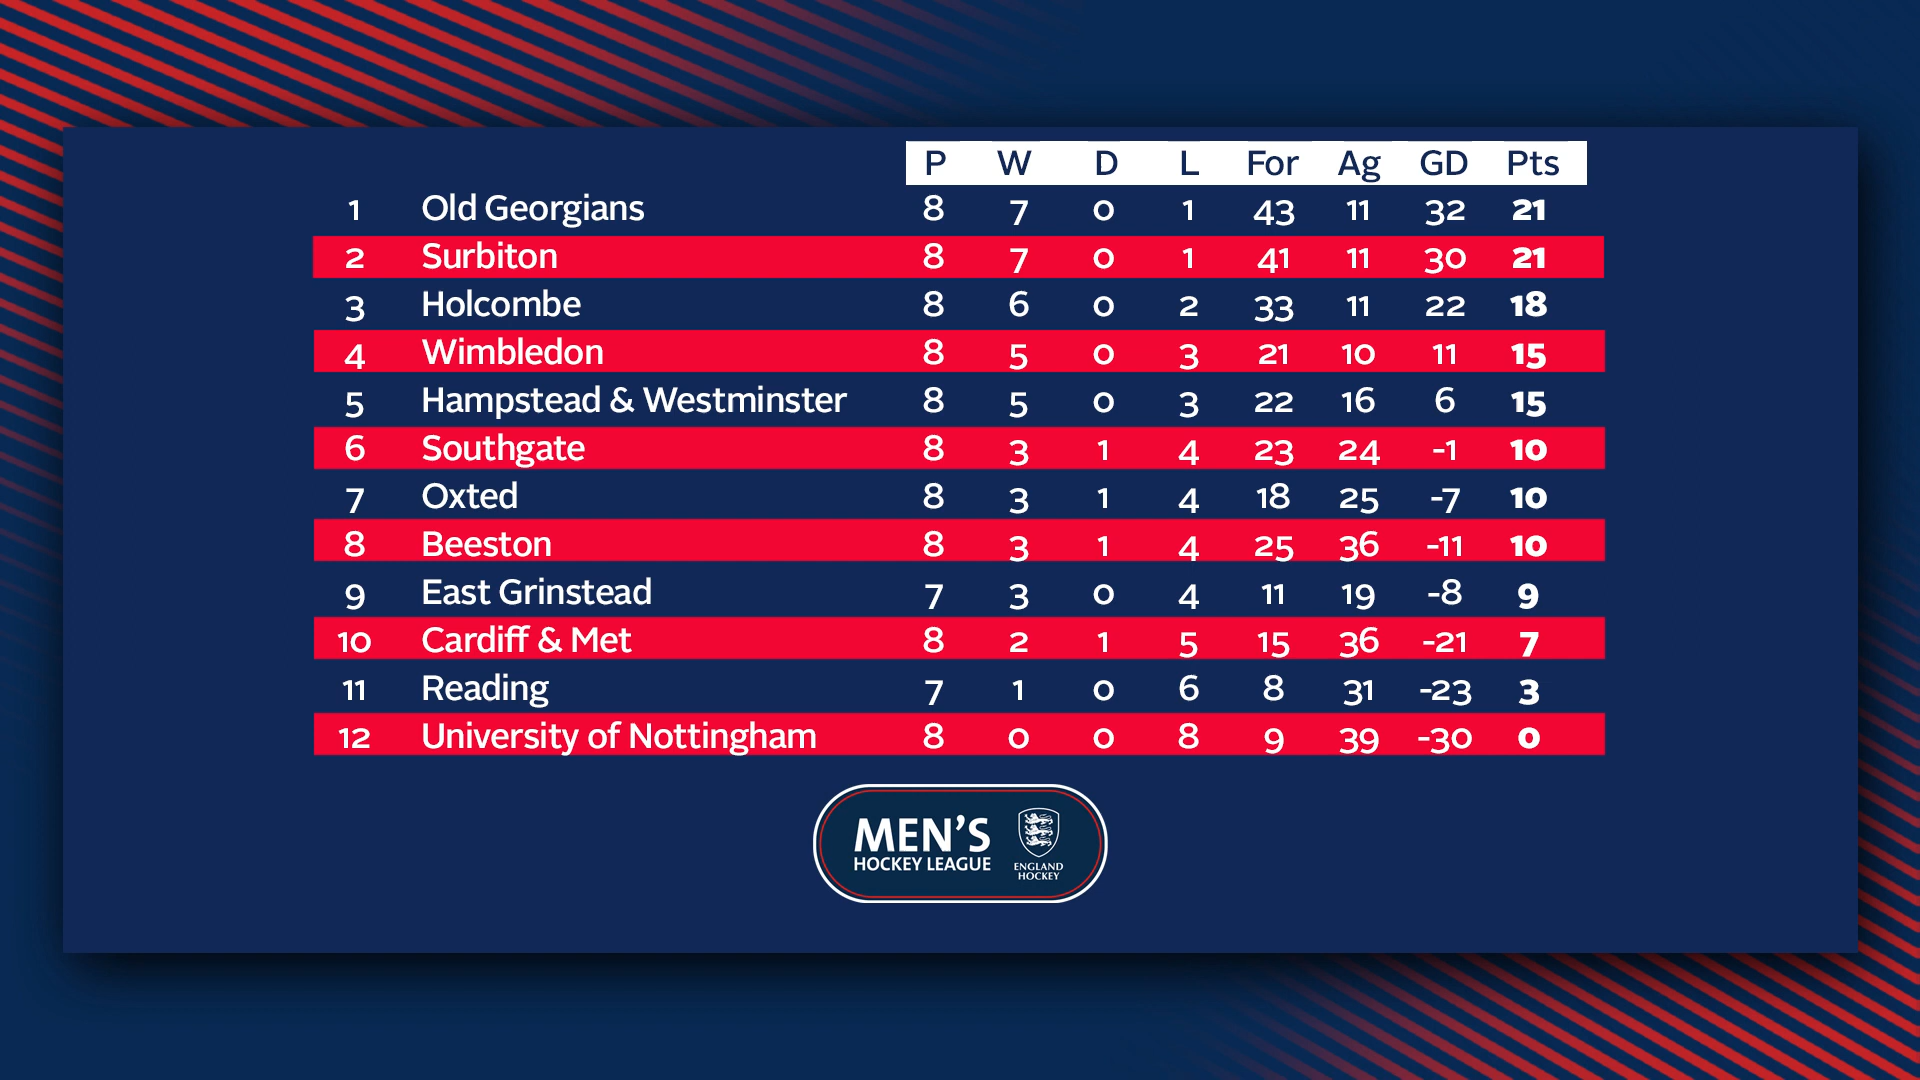 P W D L For Ag GD Pts
1 Old Georgians 8 7 0 1 43 11 32 21
2 Surbiton 8 7 0 1 41 11 30 21
3 Holcombe 8 6 0 2 33 11 22 18
4 Wimbledon 8 5 0 3 21 10 11 15
5 Hampstead & Westminster 8 5 0 3 22 16 6 15
6 Southgate 8 3 1 4 23 24 -1 10
7 Oxted 8 3 1 4 18 25 -7 10
8 Beeston 8 3 1 4 25 36 -11 10
9 East Grinstead 7 3 0 4 11 19 -8 9
10 Cardiff & Met 8 2 1 5 15 36 -21 7
11 Reading 7 1 0 6 8 31 -23 3
12 University of Nottingham 8 0 0 8 9 39 -30 0
MEN'S
HOCKEY LEAGUE
ENGLAND
HOCKEY